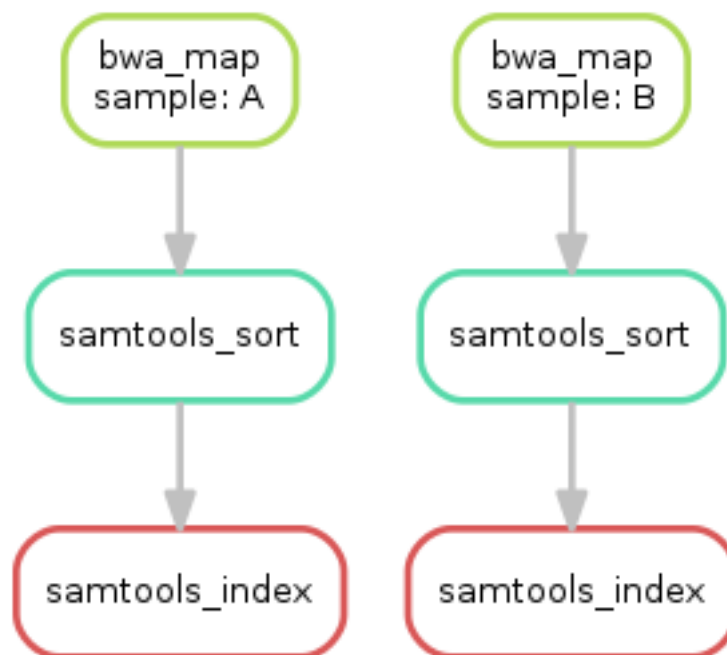 bwa_map
sample: A
bwa_map
sample: B
samtools_sort
samtools_sort
samtools_index
samtools_index